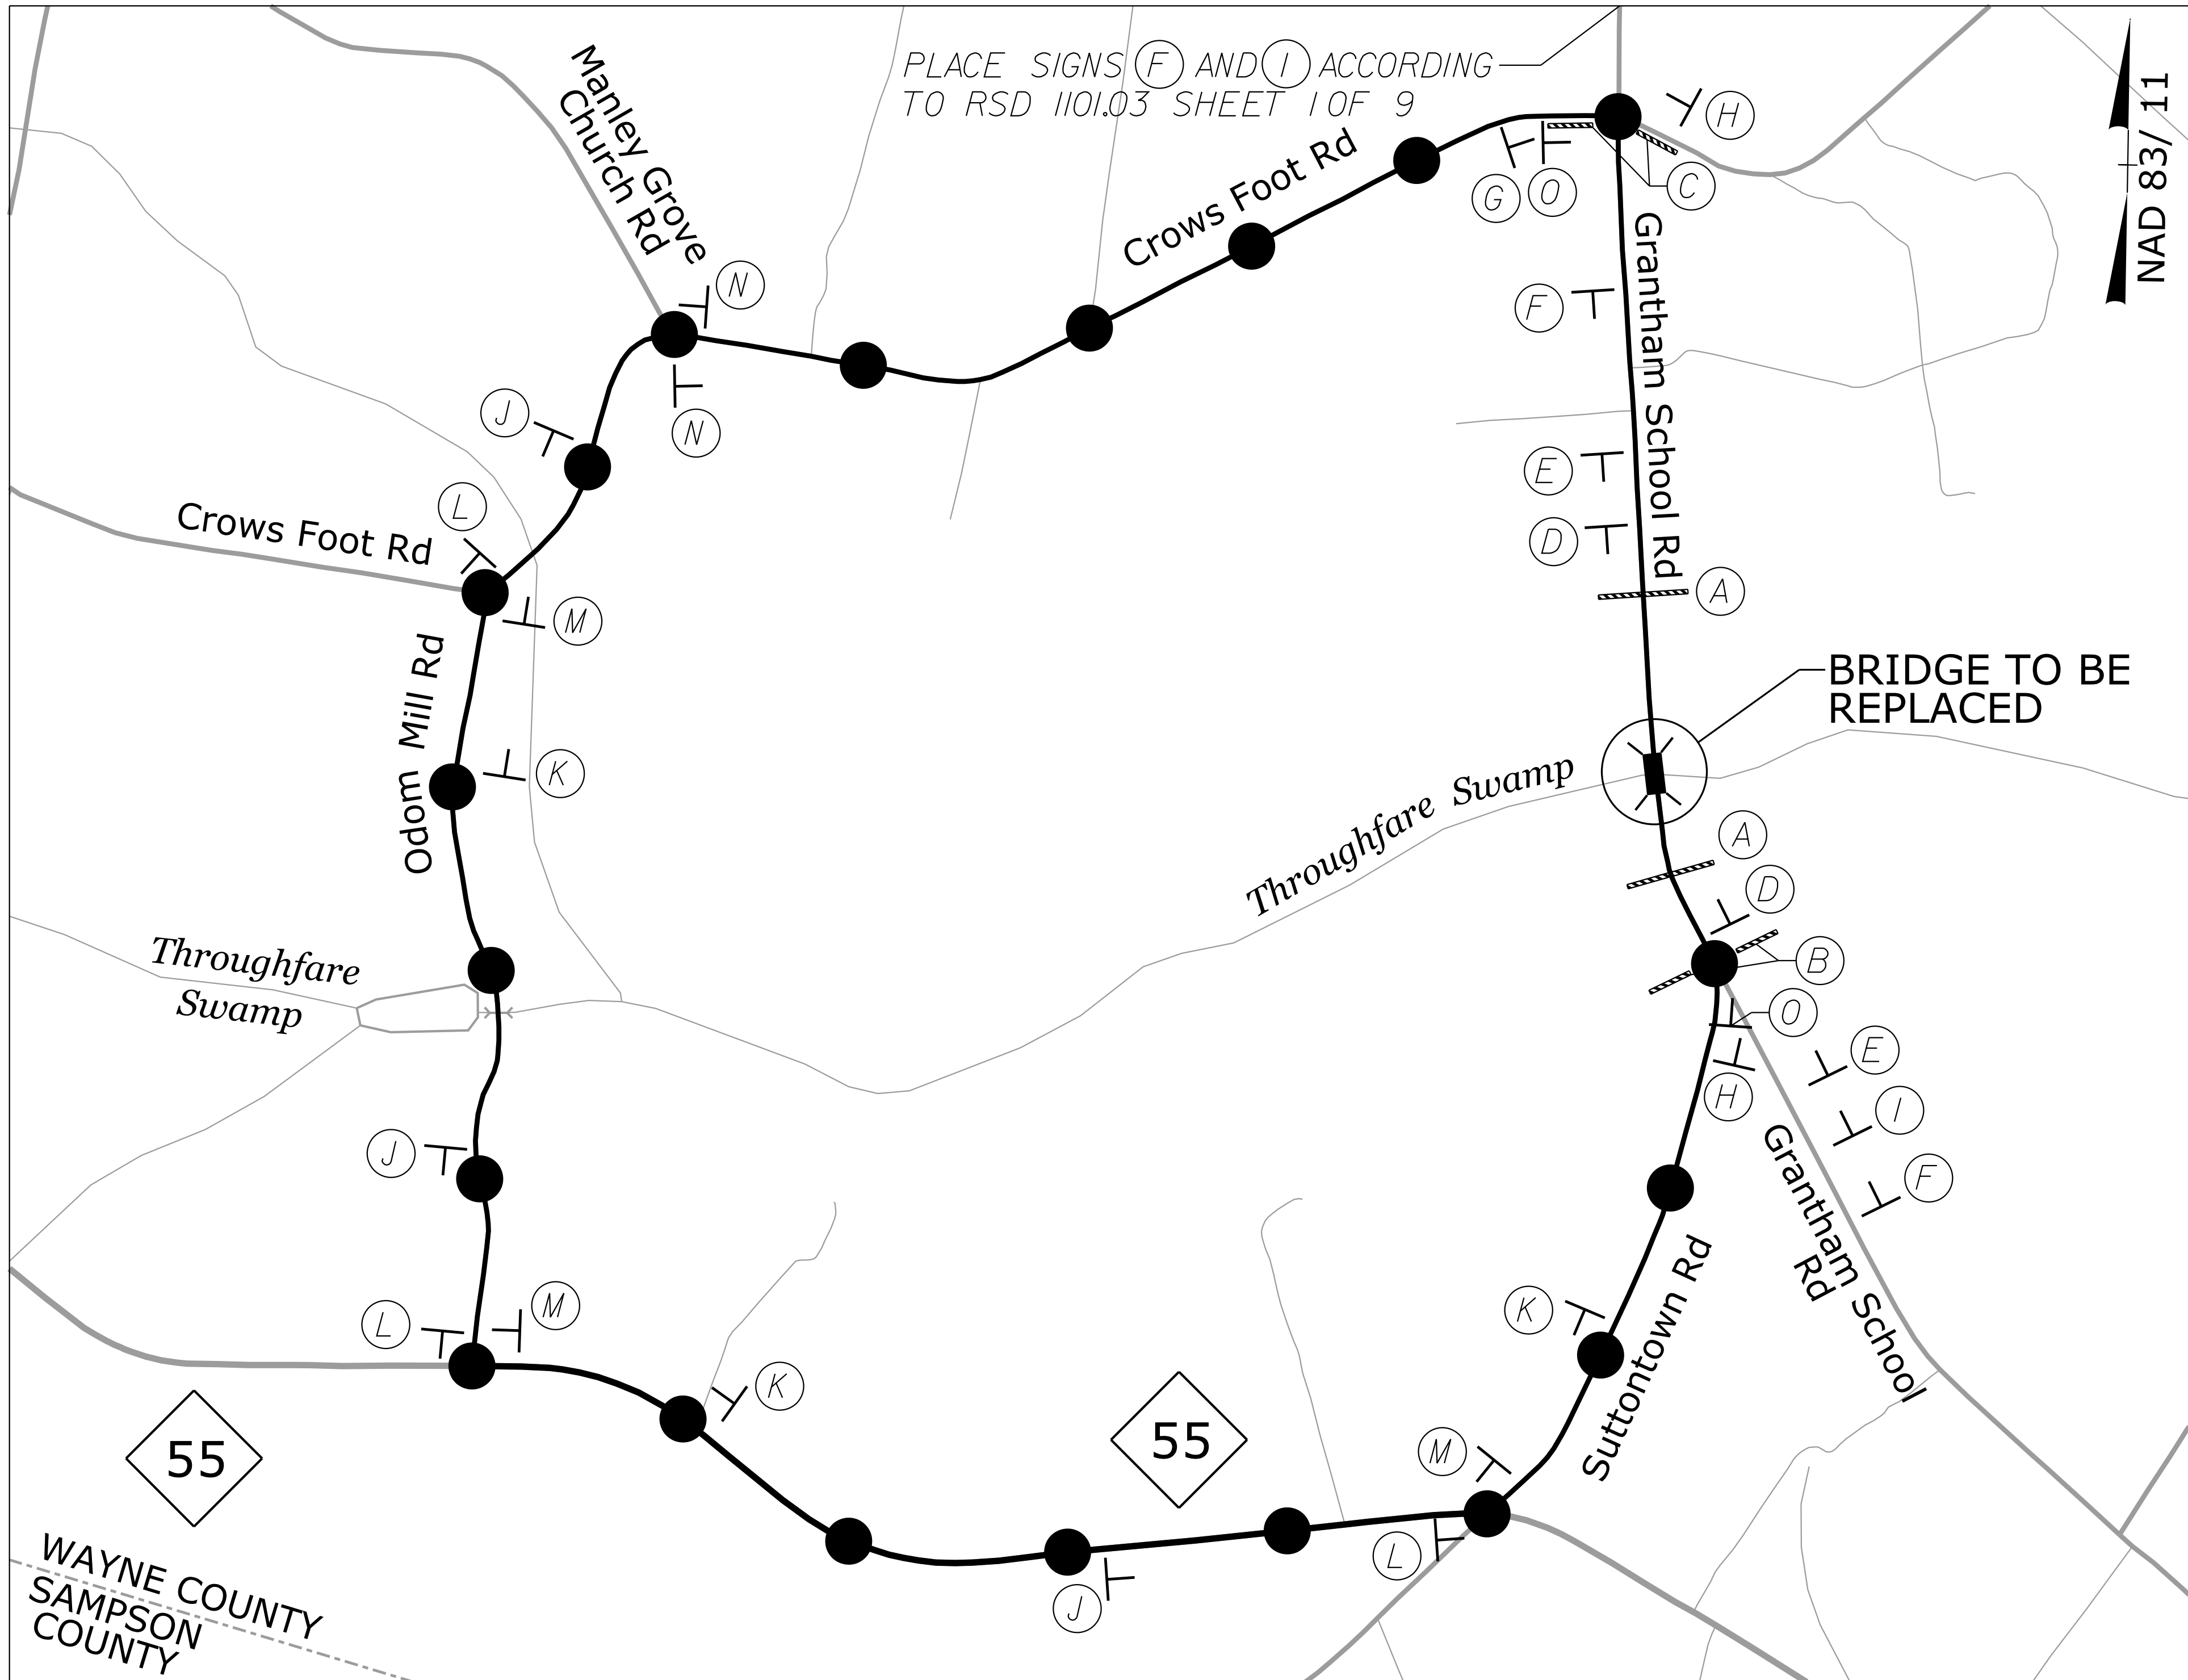 PLACE SIGNS F AND I ACCORDING
TO RSD 1101.03 SHEET 1 OF 9
NAD 83/ 11
H
C
G
O
Manley Grove
Church Rd
N
N
Crows Foot Rd
Grantham School Rd
F
J
L
Crows Foot Rd
E
D
A
M
Odom Mill Rd
K
BRIDGE TO BE
REPLACED
Throughfare Swamp
A
D
B
O
Throughfare
Swamp
H
E
I
F
Grantham School
Rd
J
L
M
K
K
Suttontown Rd
55
55
M
L
J
WAYNE COUNTY
SAMPSON
COUNTY